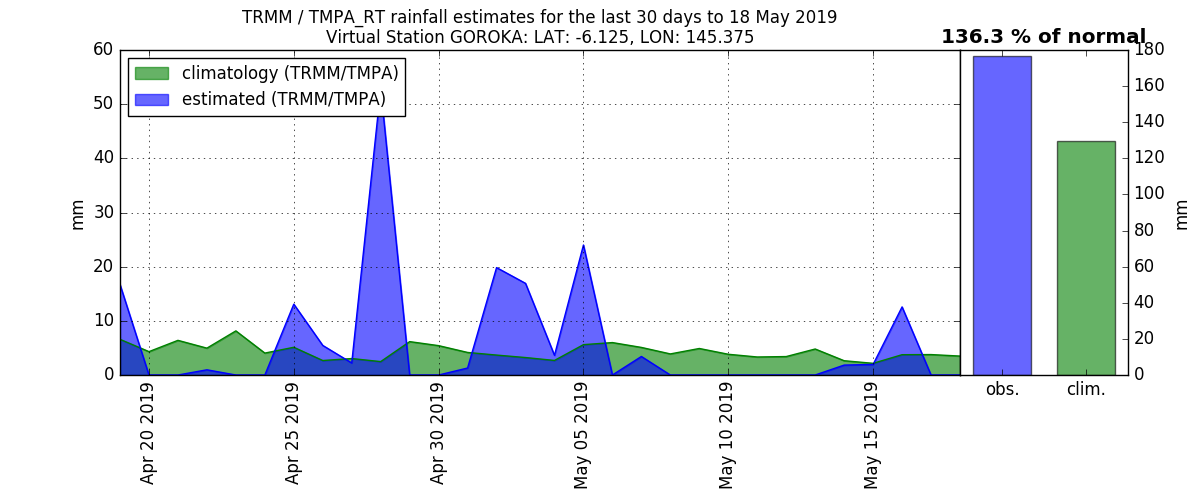 TRMM / TMPA_RT rainfall estimates for the last 30 days to 18 May 2019
Virtual Station GOROKA: LAT: -6.125, LON: 145.375
136.3 % of normal
climatology (TRMM/TMPA)
estimated (TRMM/TMPA)
mm
60
50
40
30
20
10
0
Apr 20 2019
Apr 25 2019
Apr 30 2019
May 05 2019
May 10 2019
May 15 2019
obs.
clim.
180
160
140
120
100
80
60
40
20
0
mm